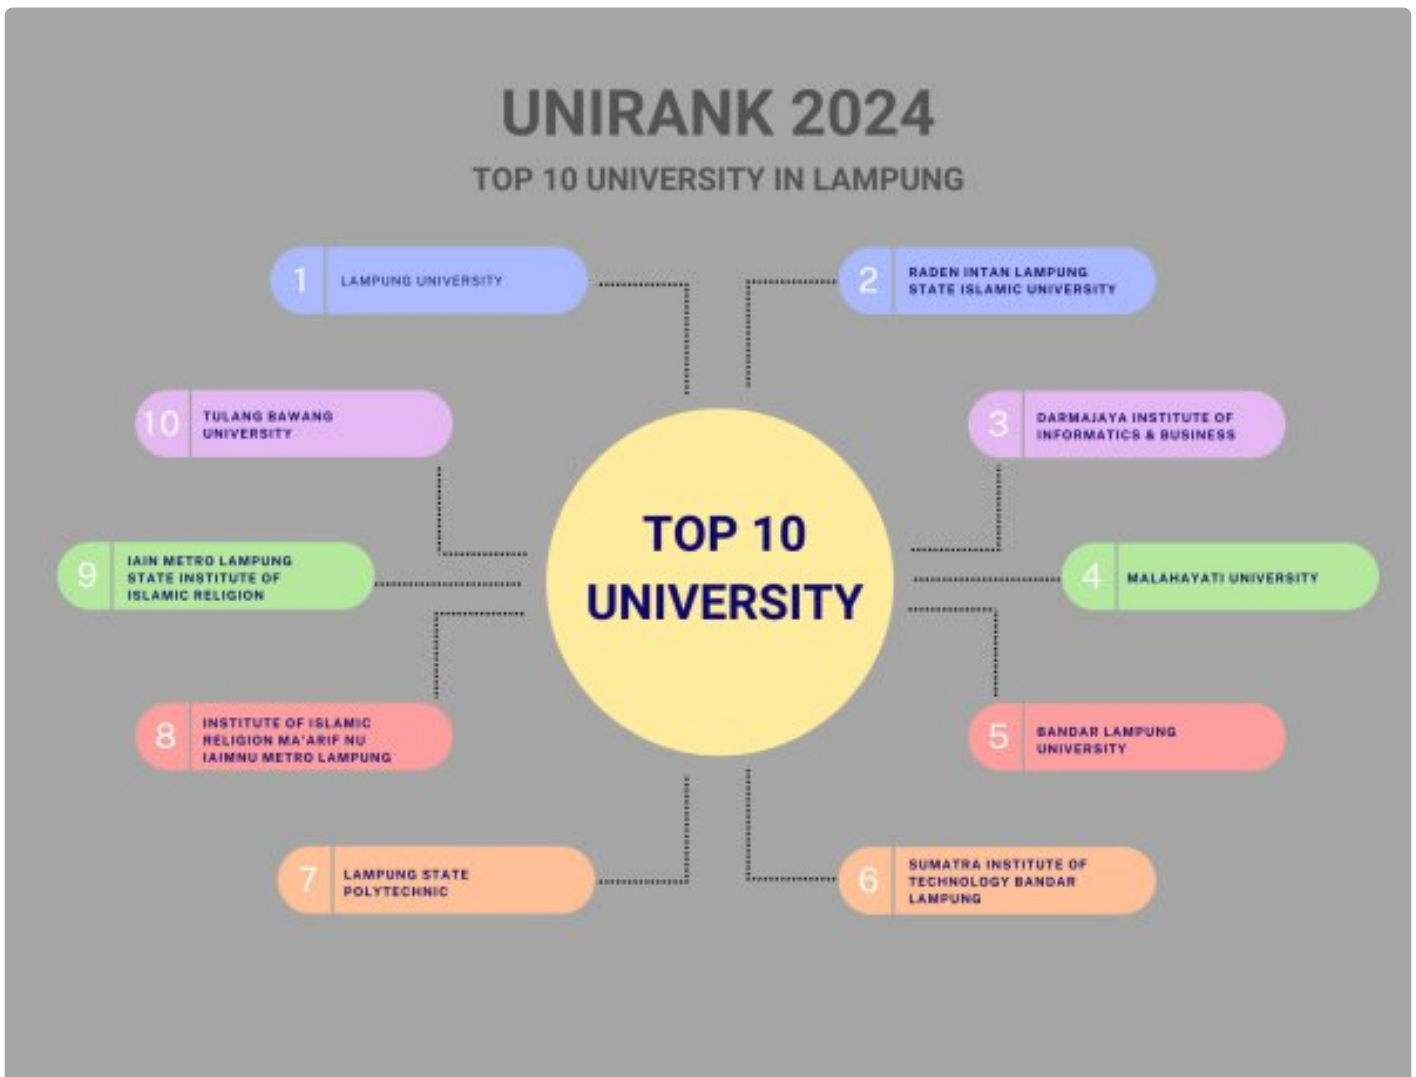 UNIRANK 2024
TOP 10 UNIVERSITY IN LAMPUNG
1
LAMPUNG UNIVERSITY
2
RADEN INTAN LAMPUNG
STATE ISLAMIC UNIVERSITY
3
DARMAJAYA INSTITUTE OF
INFORMATICS & BUSINESS
4
MALAHAYATI UNIVERSITY
5
BANDAR LAMPUNG
UNIVERSITY
6
SUMATRA INSTITUTE OF
TECHNOLOGY BANDAR
LAMPUNG
7
LAMPUNG STATE
POLYTECHNIC
8
INSTITUTE OF ISLAMIC
RELIGION MA'ARIF NU
IAIMNU METRO LAMPUNG
9
IAIN METRO LAMPUNG
STATE INSTITUTE OF
ISLAMIC RELIGION
10
TULANG BAWANG
UNIVERSITY
TOP 10
UNIVERSITY